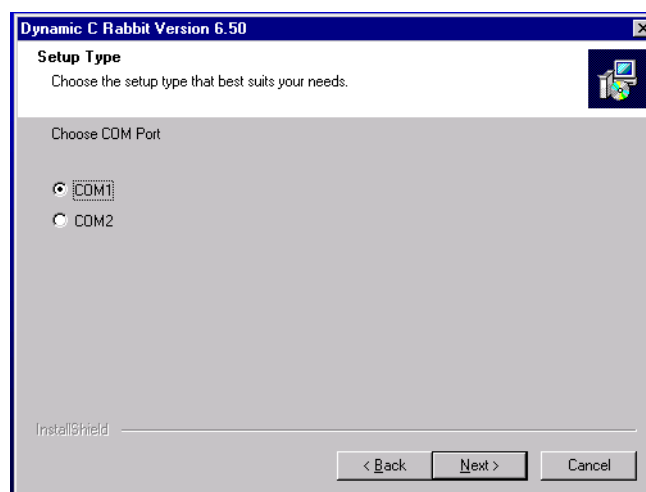 Dynamic C Rabbit Version 6.50
Setup Type
Choose the setup type that best suits your needs.
Choose COM Port
COM1
COM2
InstallShield
< Back Next > Cancel